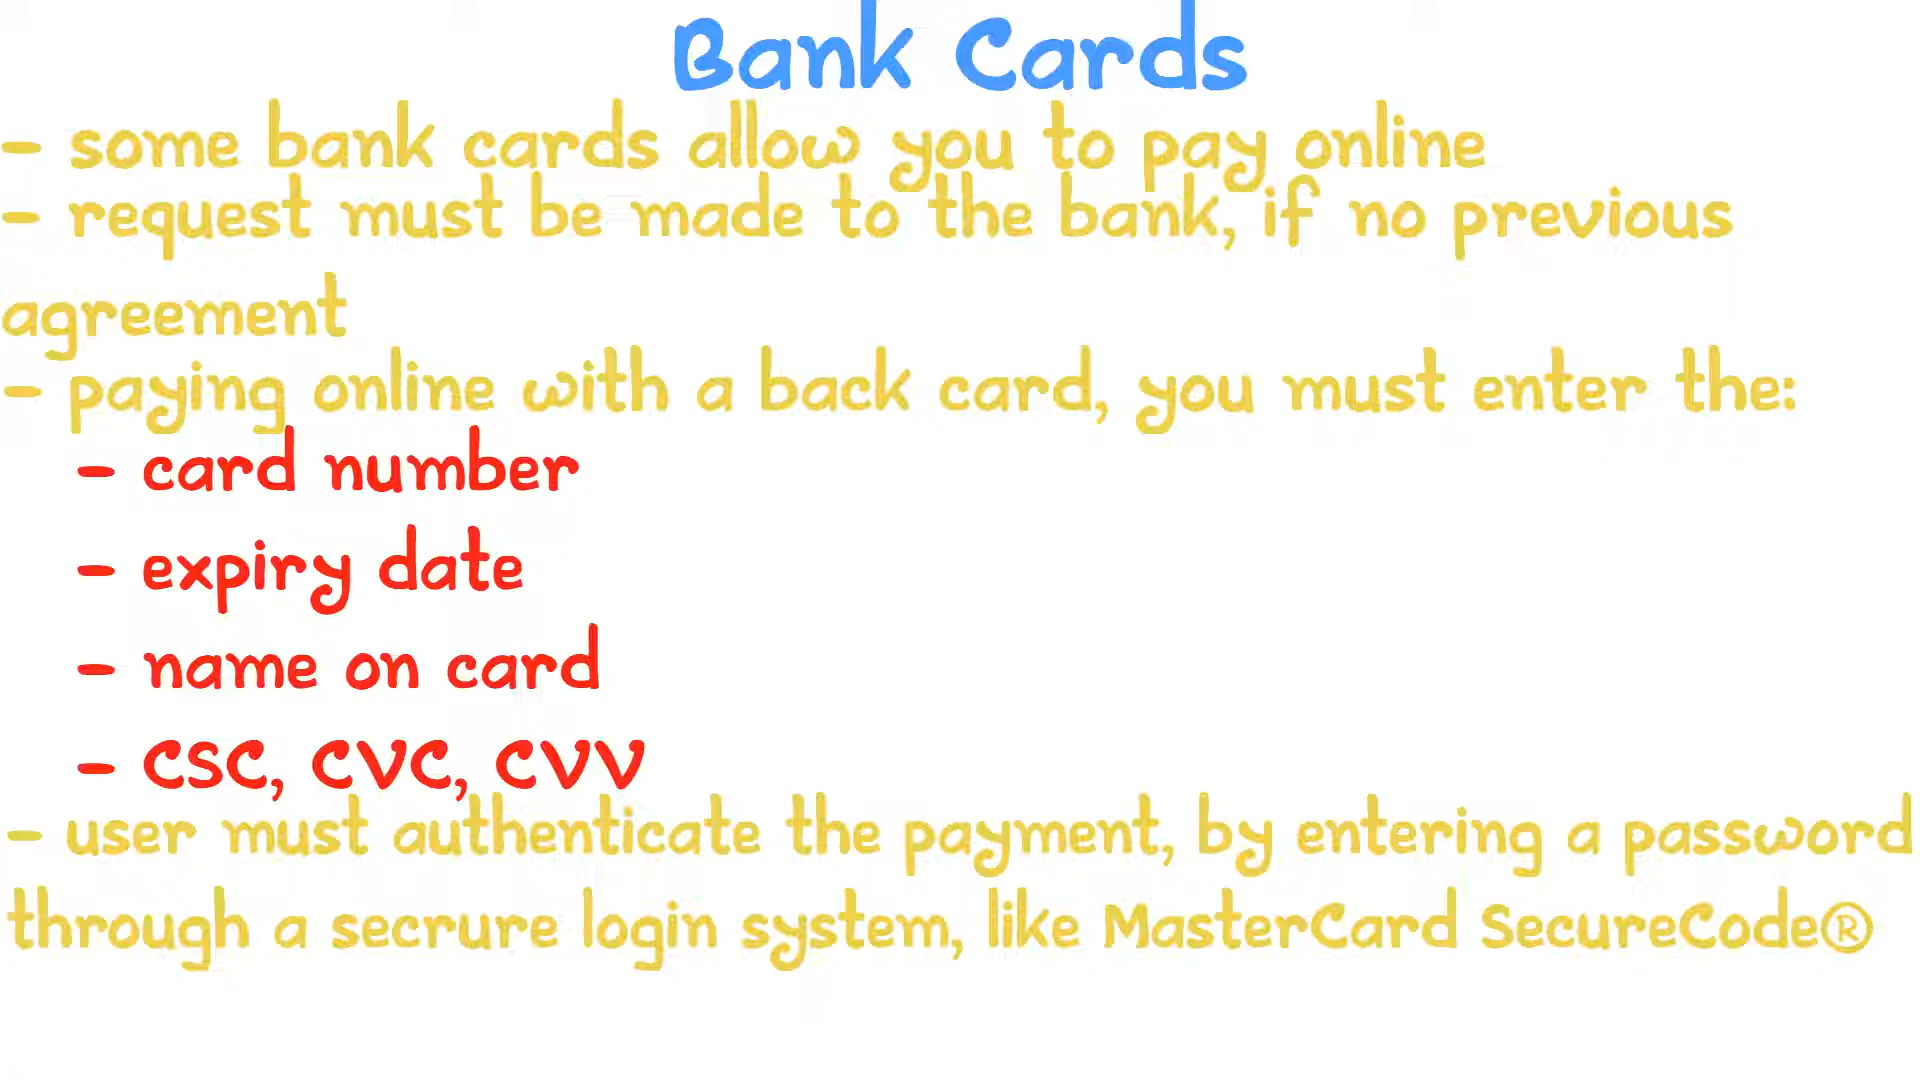 Bank Cards
- some bank cards allow you to pay online
- request must be made to the bank, if no previous
agreement
- paying online with a back card, you must enter the:
- card number
- expiry date
- name on card
- CSC, CVC, CVV
- user must authenticate the payment, by entering a password
through a secrure login system, like MasterCard SecureCode®